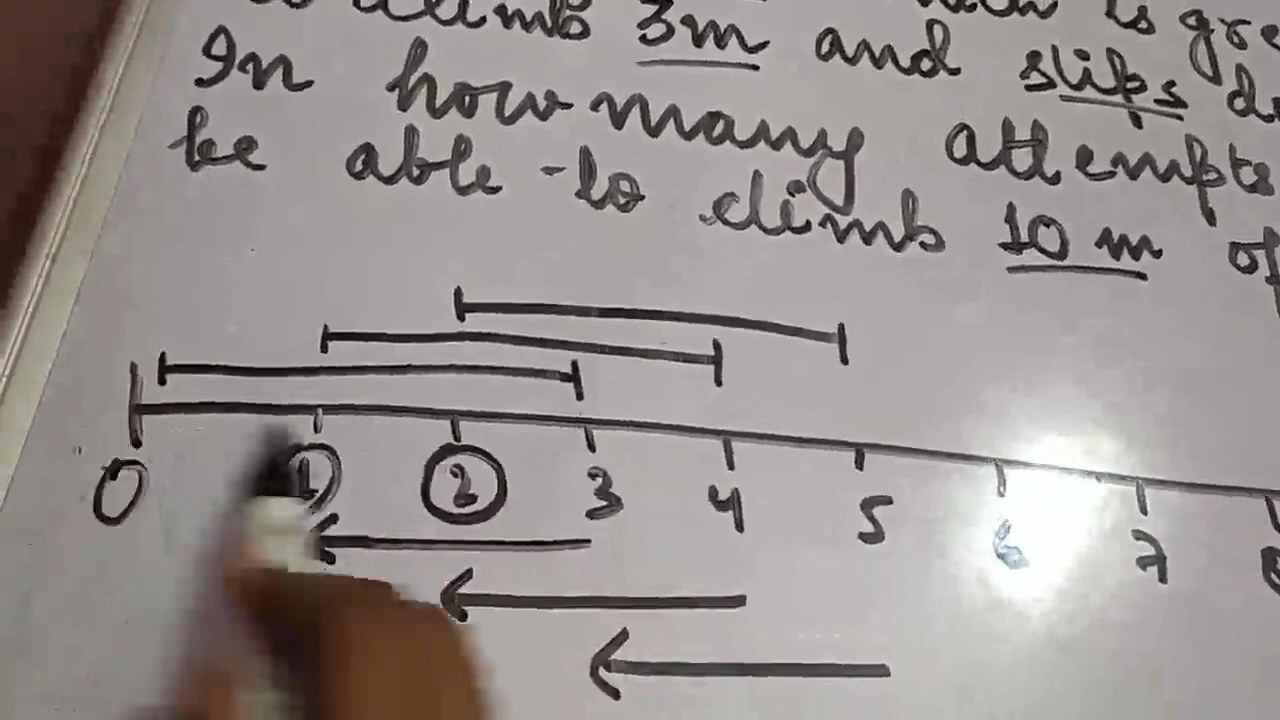 climb 3m and slips
In how many attempts
be able to climb 10 m of
0 1 2 3 4 5 6 7